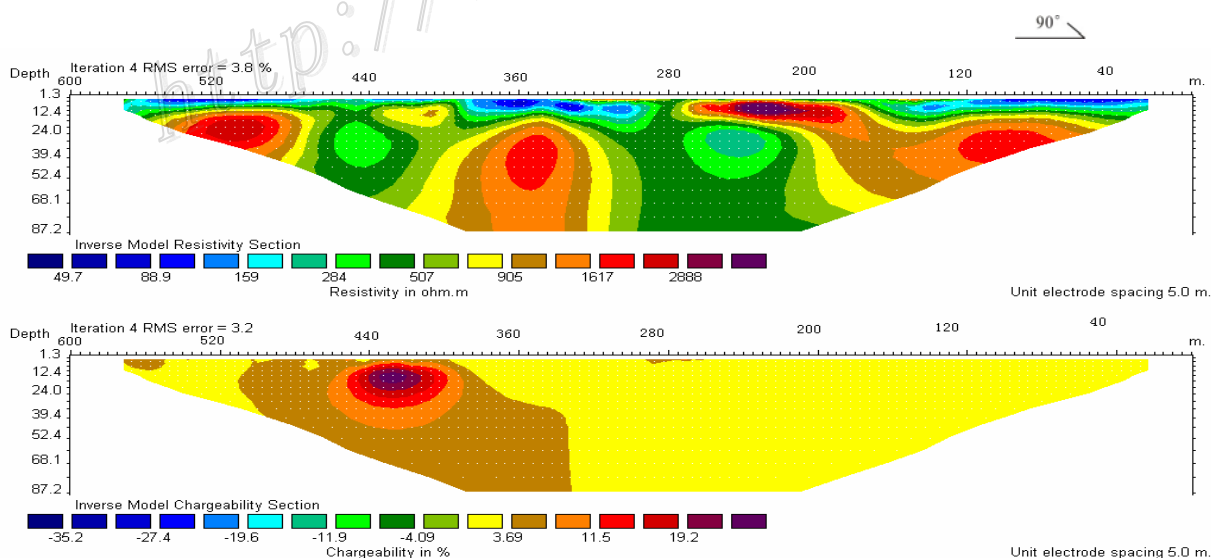 http://
90°
Iteration 4 RMS error = 3.8 %
Depth 600 520 440 360 280 200 120 40 m.
1.3
12.4
24.0
39.4
52.4
68.1
87.2
Inverse Model Resistivity Section
49.7 88.9 159 284 507 905 1617 2888
Resistivity in ohm.m
Unit electrode spacing 5.0 m.
Iteration 4 RMS error = 3.2
Depth 600 520 440 360 280 200 120 40 m.
1.3
12.4
24.0
39.4
52.4
68.1
87.2
Inverse Model Chargeability Section
-35.2 -27.4 -19.6 -11.9 -4.09 3.69 11.5 19.2
Chargeability in %
Unit electrode spacing 5.0 m.